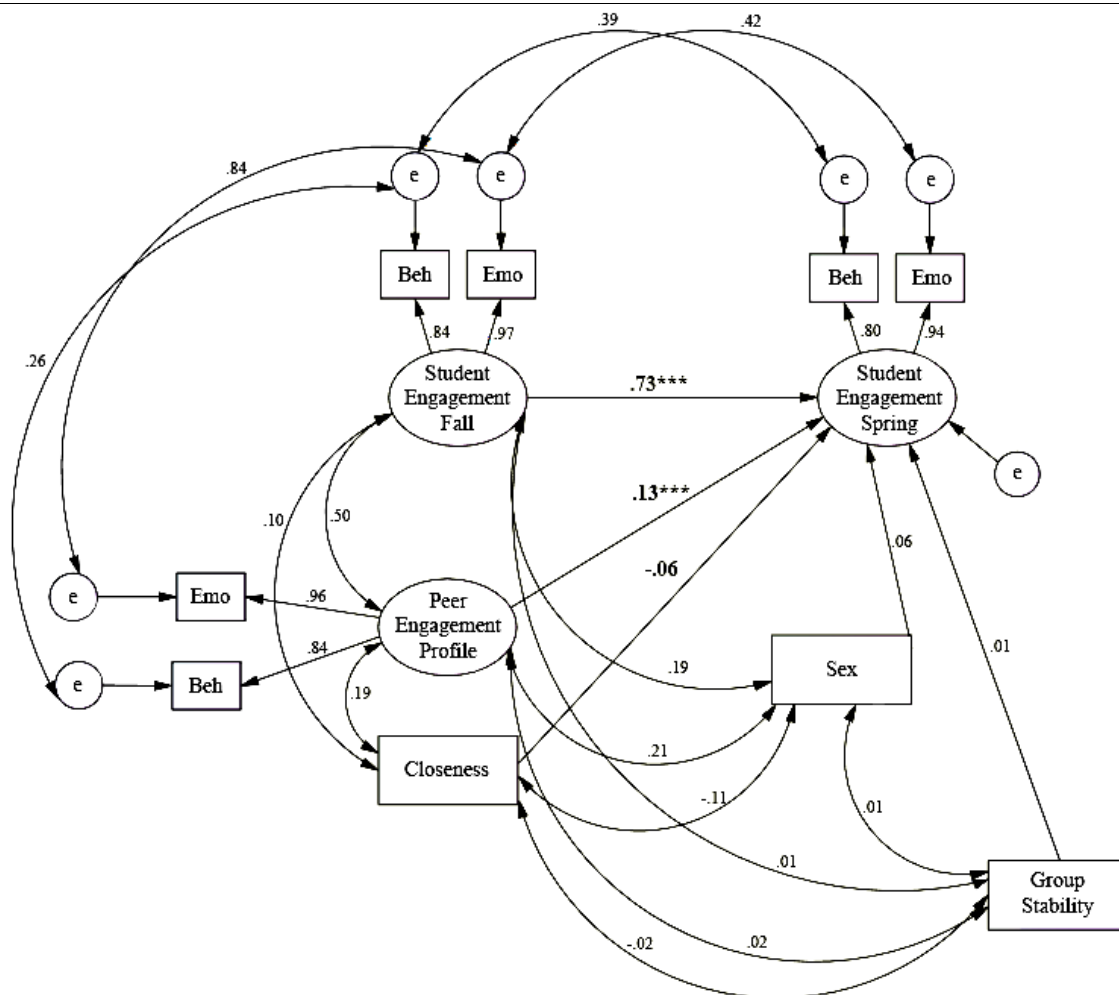 .39
.42
.84
e
e
e
e
.26
Beh
Emo
Beh
Emo
.84
.97
.80
.94
Student
Engagement
Fall
.73***
Student
Engagement
Spring
e
.13***
.10
.50
-.06
.06
e
Emo
.96
Peer
Engagement
Profile
.84
e
Beh
.19
.19
Sex
.01
Closeness
.21
-.11
.01
.01
Group
Stability
-.02
.02